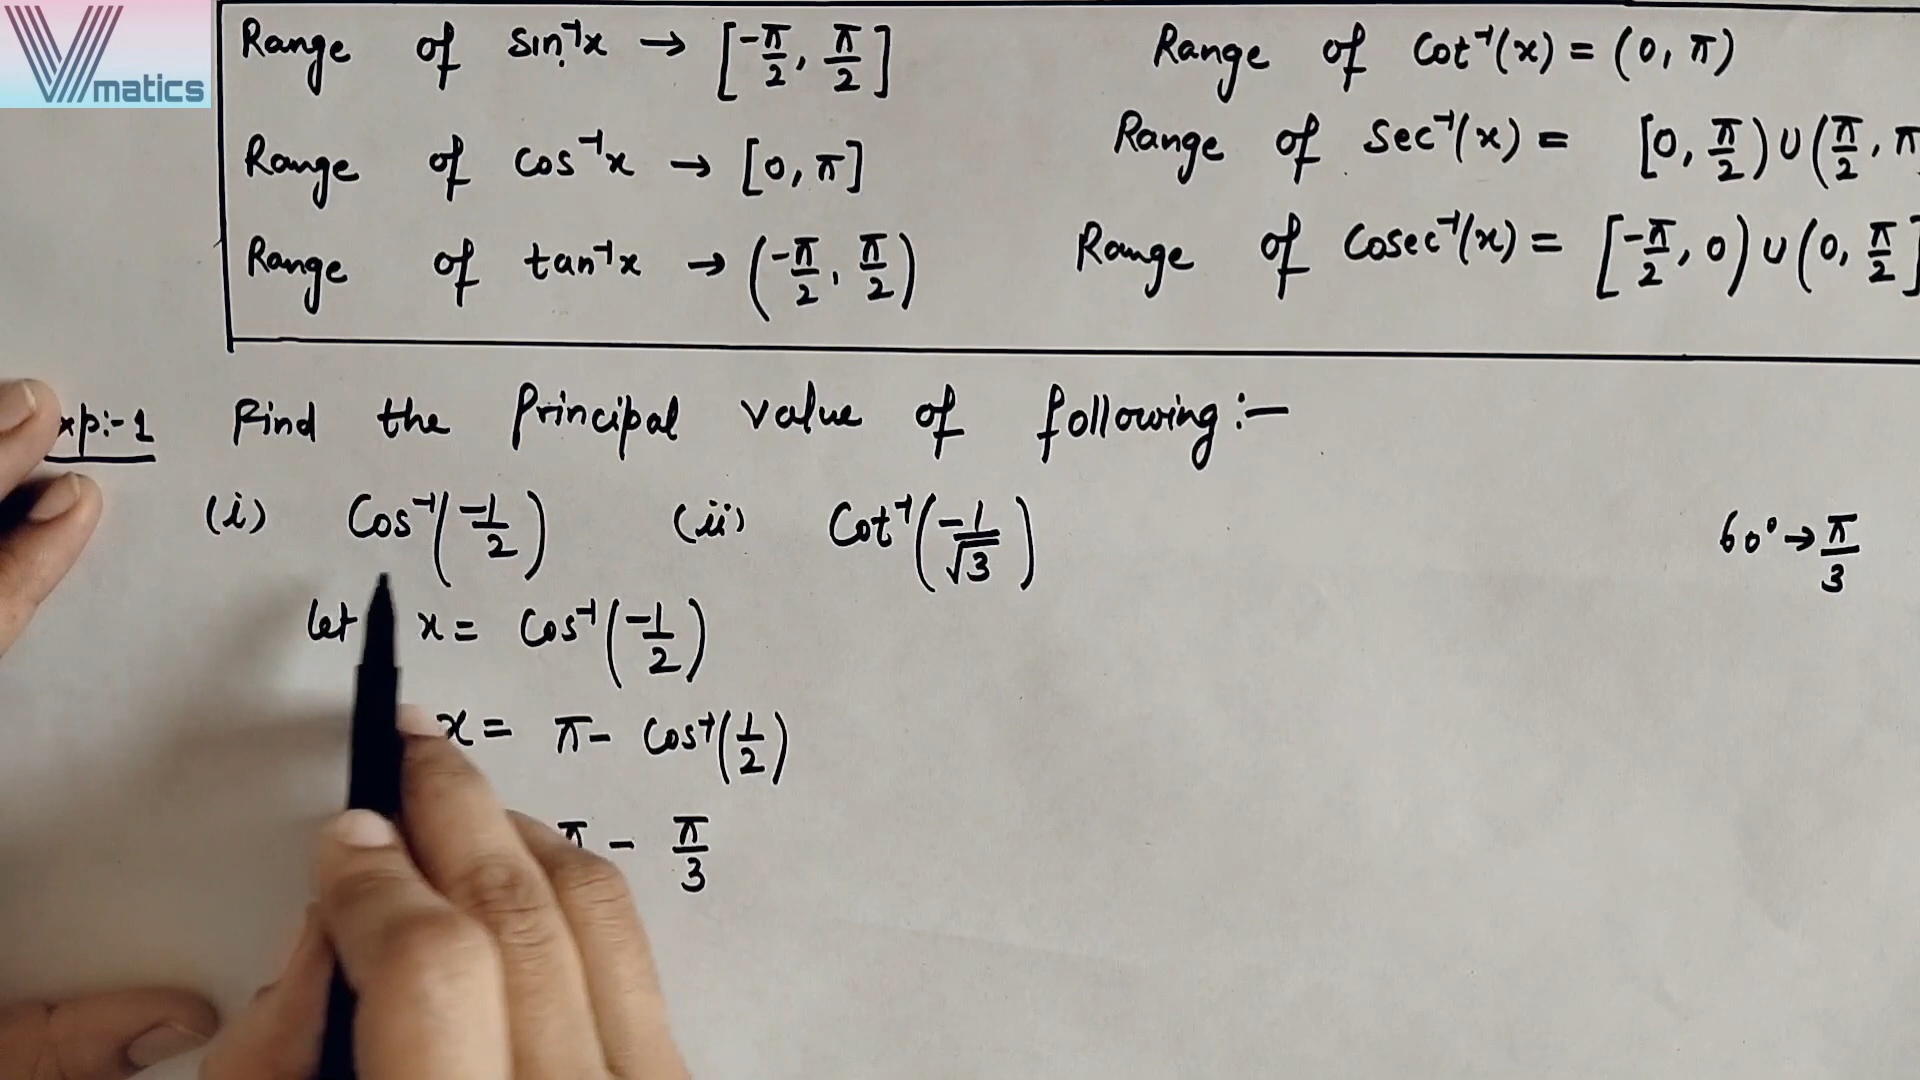 Vmatics
Range of sin⁻¹x → [-π/2, π/2]
Range of cos⁻¹x → [0, π]
Range of tan⁻¹x → (-π/2, π/2)
Range of Cot⁻¹(x) = (0, π)
Range of Sec⁻¹(x) = [0, π/2) ∪ (π/2, π
Range of Cosec⁻¹(x) = [-π/2, 0) ∪ (0, π/2]
xp:-1 Find the Principal value of following:-
(i) Cos⁻¹(-1/2) (ii) Cot⁻¹(-1/√3)
60° → π/3
let x = Cos⁻¹(-1/2)
x = π - Cos⁻¹(1/2)
π - π/3